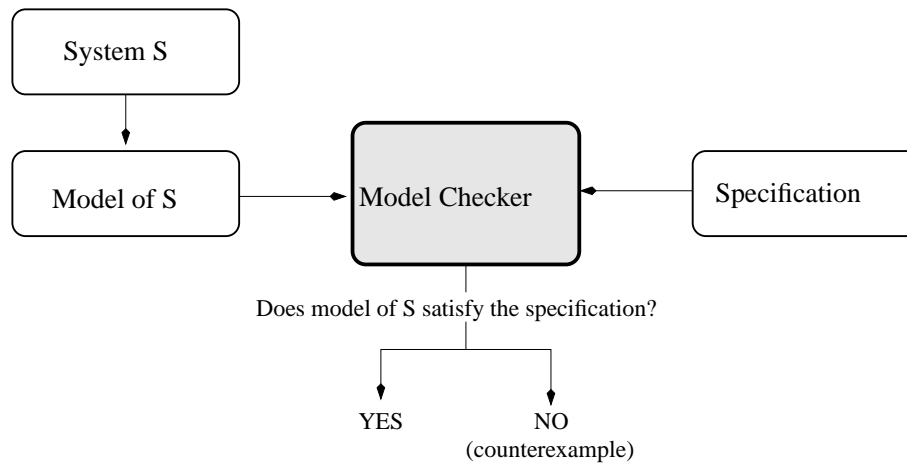 System S
Model of S
Model Checker
Specification
Does model of S satisfy the specification?
YES
NO
(counterexample)